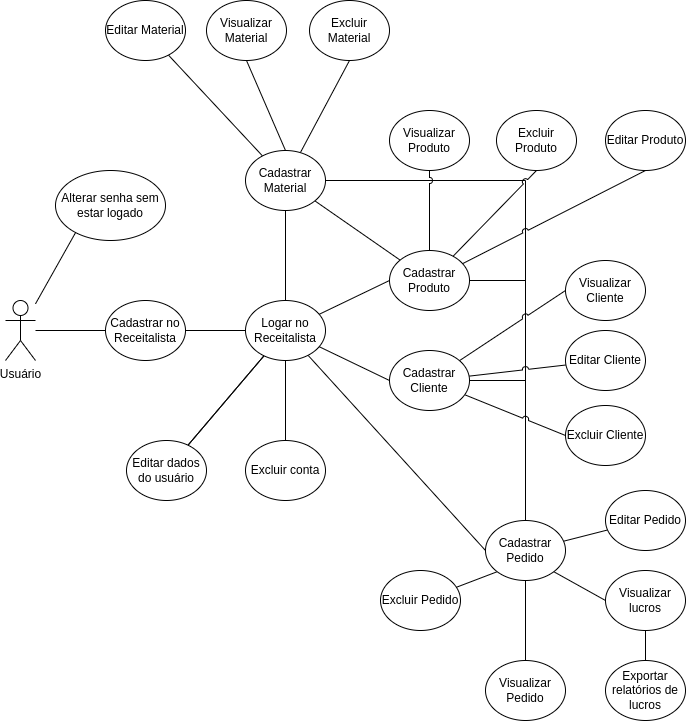 Editar Material
Visualizar
Material
Excluir
Material
Visualizar
Produto
Excluir
Produto
Editar Produto
Cadastrar
Material
Alterar senha sem
estar logado
Cadastrar
Produto
Visualizar
Cliente
Usuário
Cadastrar no
Receitalista
Logar no
Receitalista
Cadastrar
Cliente
Editar Cliente
Excluir Cliente
Editar dados
do usuário
Excluir conta
Cadastrar
Pedido
Editar Pedido
Excluir Pedido
Visualizar
lucros
Visualizar
Pedido
Exportar
relatórios de
lucros